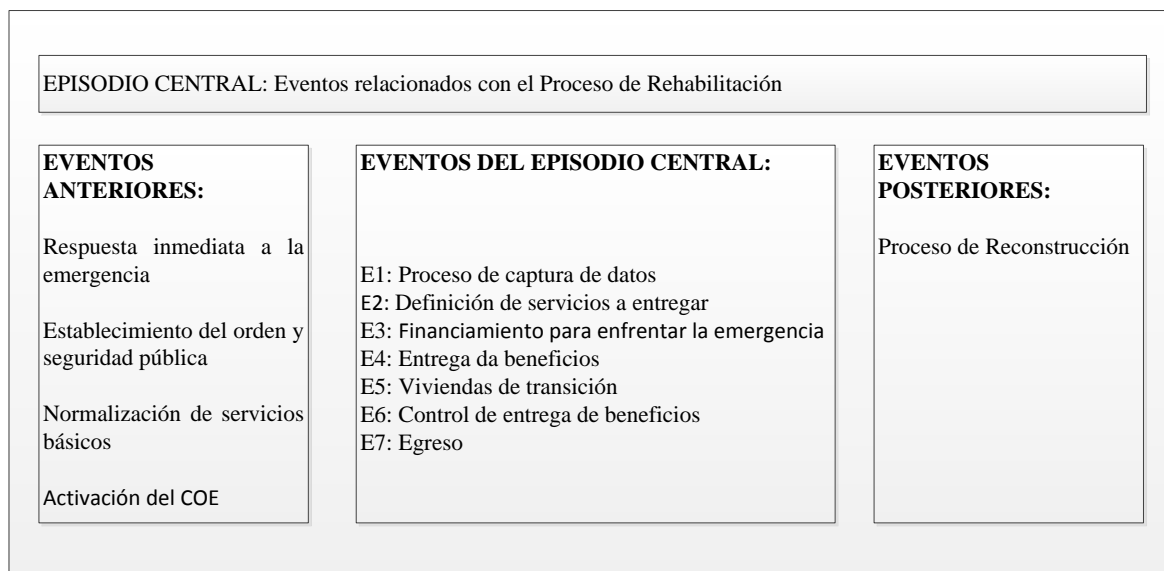 EPISODIO CENTRAL: Eventos relacionados con el Proceso de Rehabilitación
EVENTOS
ANTERIORES:
Respuesta inmediata a la
emergencia
Establecimiento del orden y
seguridad pública
Normalización de servicios
básicos
Activación del COE
EVENTOS DEL EPISODIO CENTRAL:
E1: Proceso de captura de datos
E2: Definición de servicios a entregar
E3: Financiamiento para enfrentar la emergencia
E4: Entrega da beneficios
E5: Viviendas de transición
E6: Control de entrega de beneficios
E7: Egreso
EVENTOS
POSTERIORES:
Proceso de Reconstrucción